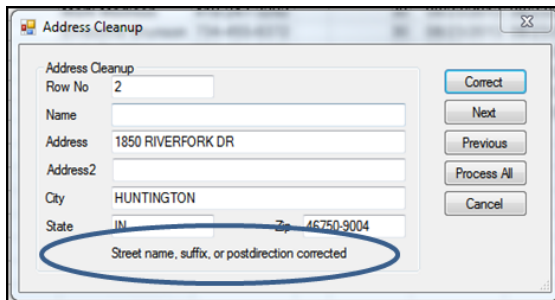 Address Cleanup
Address Cleanup
Row No 2
Correct
Name
Next
Address 1850 RIVERFORK DR
Previous
Address2
Process All
City HUNTINGTON
Cancel
State IN Zip 46750-9004
Street name, suffix, or postdirection corrected